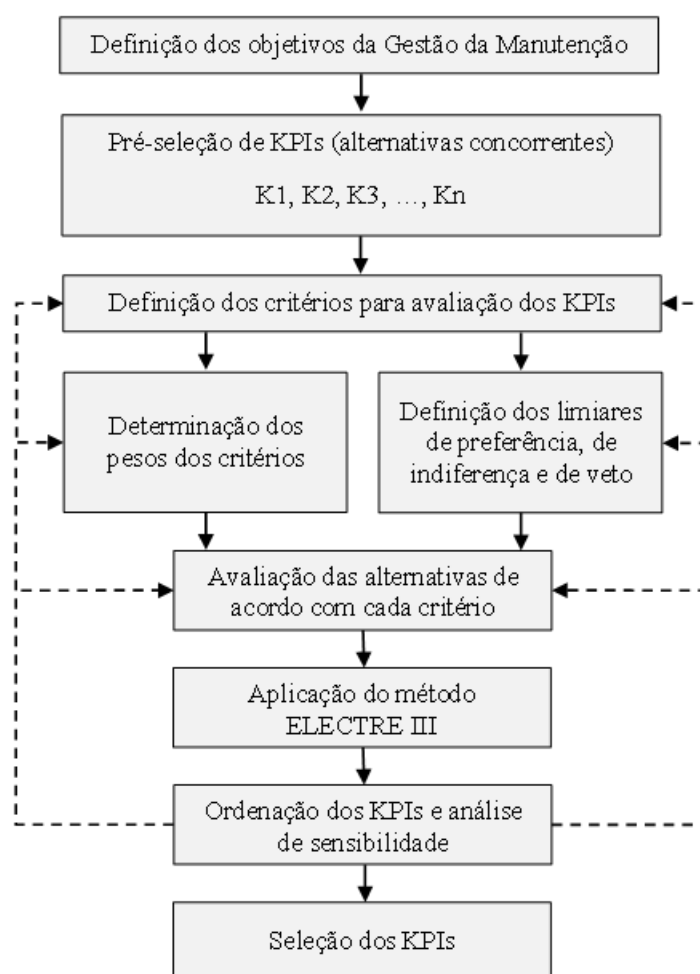 Definição dos objetivos da Gestão da Manutenção
Pré-seleção de KPIs (alternativas concorrentes)
K1, K2, K3, …, Kn
Definição dos critérios para avaliação dos KPIs
Determinação dos
pesos dos critérios
Definição dos limiares
de preferência, de
indiferença e de veto
Avaliação das alternativas de
acordo com cada critério
Aplicação do método
ELECTRE III
Ordenação dos KPIs e análise
de sensibilidade
Seleção dos KPIs